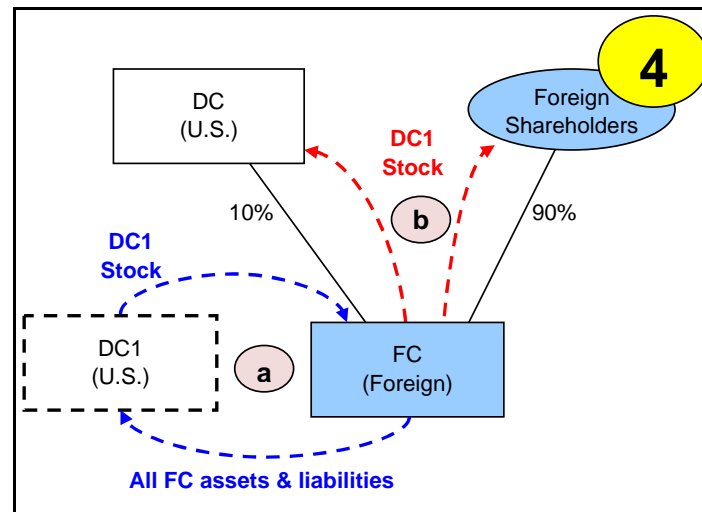 4
DC
(U.S.)
Foreign
Shareholders
DC1
Stock
10%
b
90%
DC1
Stock
DC1
(U.S.)
a
FC
(Foreign)
All FC assets & liabilities